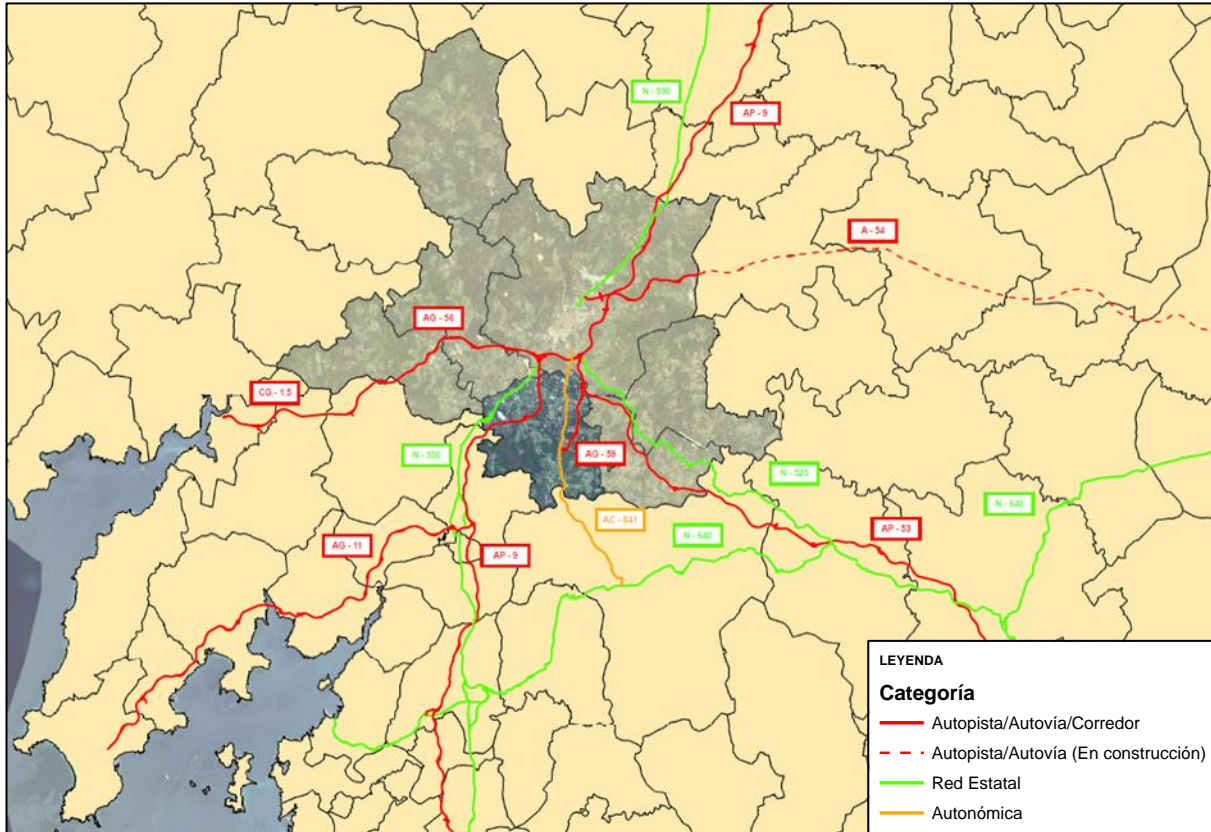 N - 550
AP - 9
A - 54
AG - 56
CG - 1.5
N - 550
AG - 59
N - 525
N - 640
AC - 841
AP - 53
AG - 11
AP - 9
N - 640
LEYENDA
Categoría
Autopista/Autovía/Corredor
Autopista/Autovía (En construcción)
Red Estatal
Autonómica